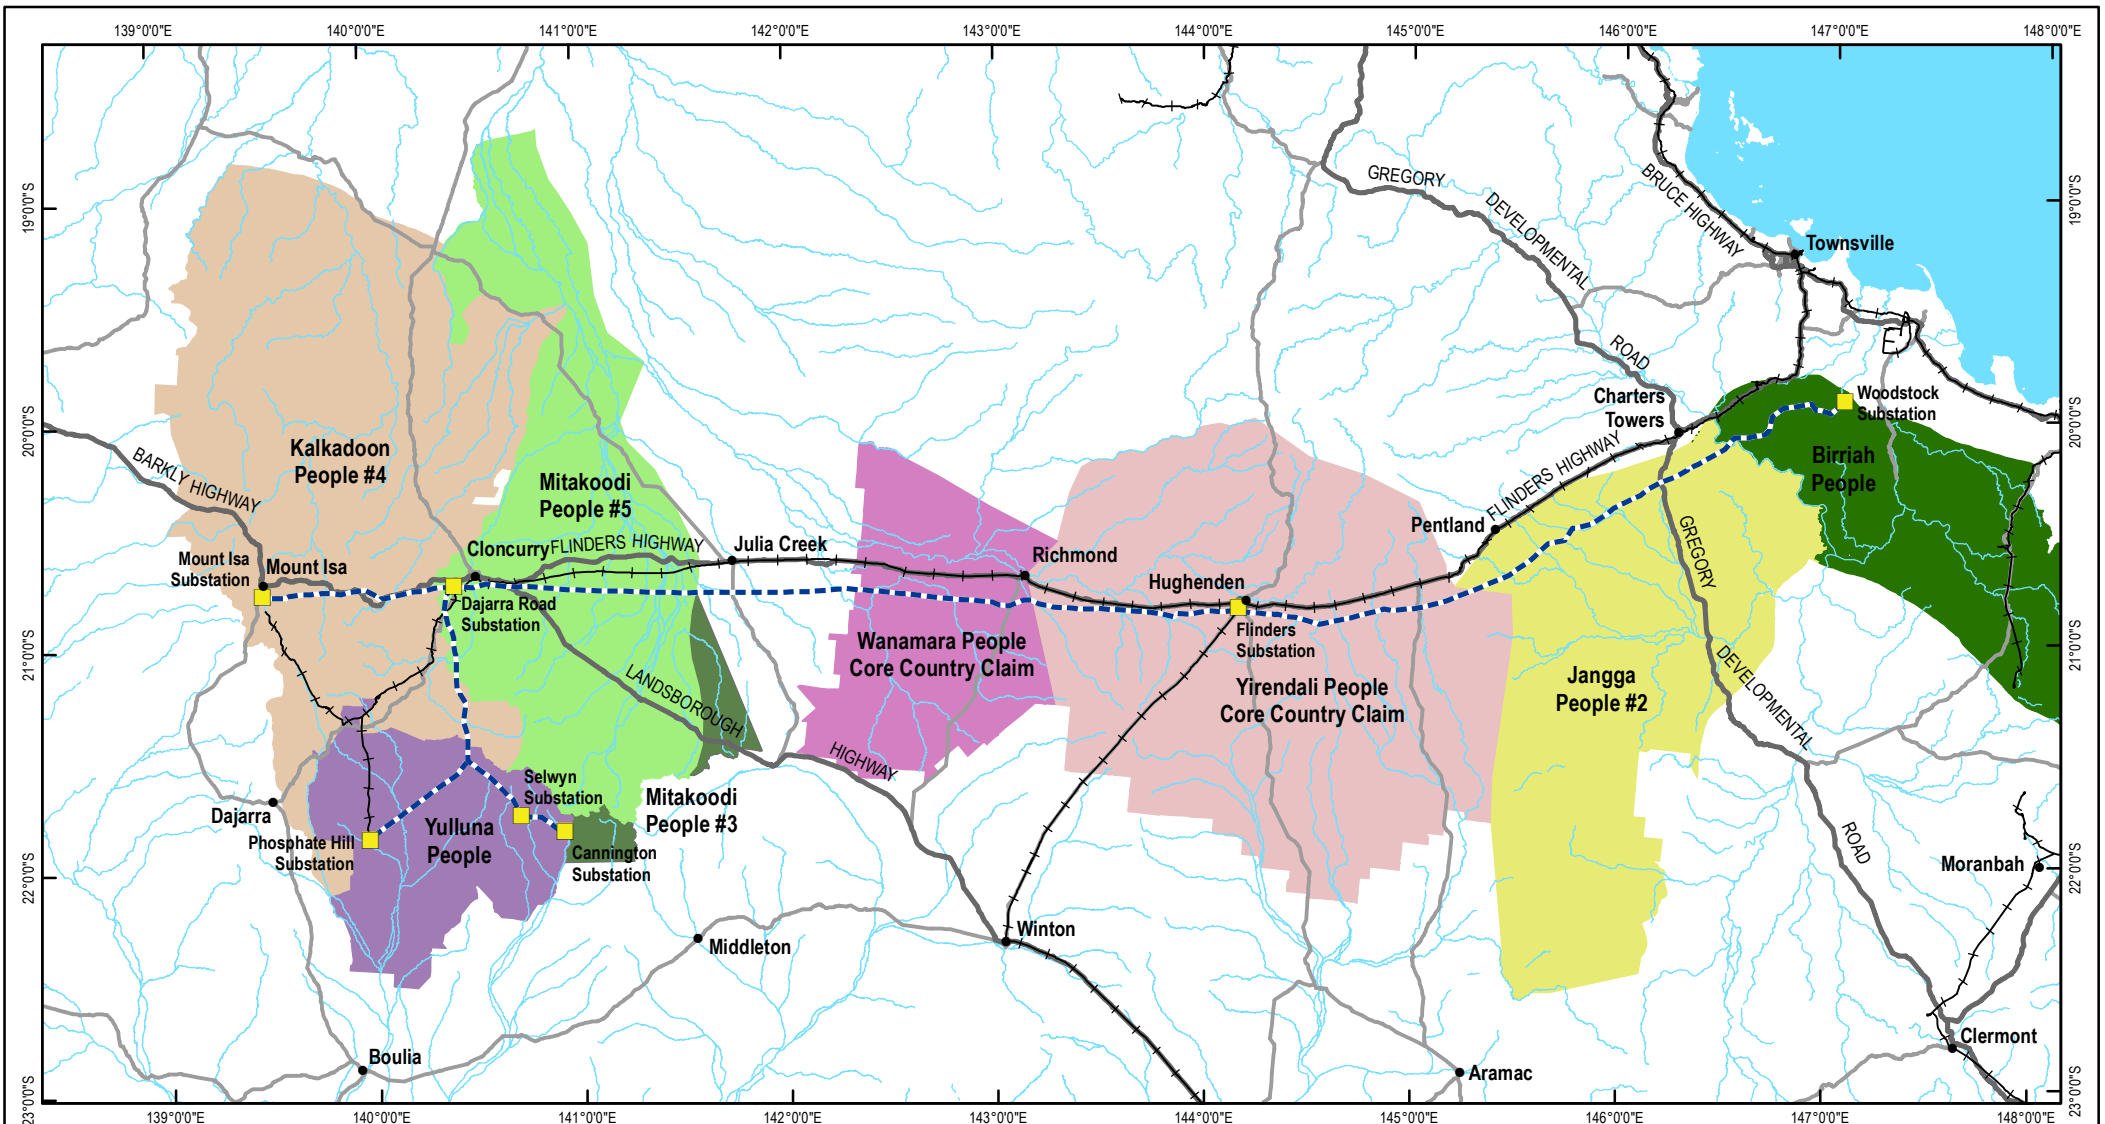 139°0'0"E
140°0'0"E
141°0'0"E
142°0'0"E
143°0'0"E
144°0'0"E
145°0'0"E
146°0'0"E
147°0'0"E
148°0'0"E
19°0'0"S
19°0'0"S
GREGORY
DEVELOPMENTAL
ROAD
BRUCE HIGHWAY
Townsville
Charters
Towers
Woodstock
Substation
20°0'0"S
20°0'0"S
BARKLY HIGHWAY
Kalkadoon
People #4
Mitakoodi
People #5
FLINDERS HIGHWAY
Birriah
People
Pentland
Mount Isa
Substation
Mount Isa
Cloncurry
FLINDERS HIGHWAY
Julia Creek
Richmond
Hughenden
Dajarra Road
Substation
Flinders
Substation
GREGORY
DEVELOPMENTAL
ROAD
21°0'0"S
21°0'0"S
Wanamara People
Core Country Claim
Yirendali People
Core Country Claim
Jangga
People #2
LANDSBOROUGH
HIGHWAY
Selwyn
Substation
Mitakoodi
People #3
Dajarra
Phosphate Hill
Substation
Yulluna
People
Cannington
Substation
Moranbah
22°0'0"S
22°0'0"S
Middleton
Winton
Boulia
Aramac
Clermont
23°0'0"S
23°0'0"S
139°0'0"E
140°0'0"E
141°0'0"E
142°0'0"E
143°0'0"E
144°0'0"E
145°0'0"E
146°0'0"E
147°0'0"E
148°0'0"E